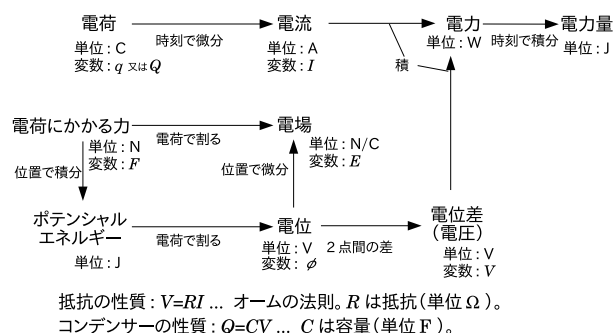 電荷
単位 : C
変数 : q 又は Q
時刻で微分
電流
単位 : A
変数 : I
積
電力
単位 : W
時刻で積分
電力量
単位 : J
電荷にかかる力
単位 : N
変数 : F
電荷で割る
電場
単位 : N/C
変数 : E
位置で積分
位置で微分
ポテンシャル
エネルギー
単位 : J
電荷で割る
電位
単位 : V
変数 : ϕ
2点間の差
電位差
(電圧)
単位 : V
変数 : V
抵抗の性質 : V=RI ... オームの法則。R は抵抗(単位 Ω )。
コンデンサーの性質 : Q=CV ... C は容量(単位 F )。